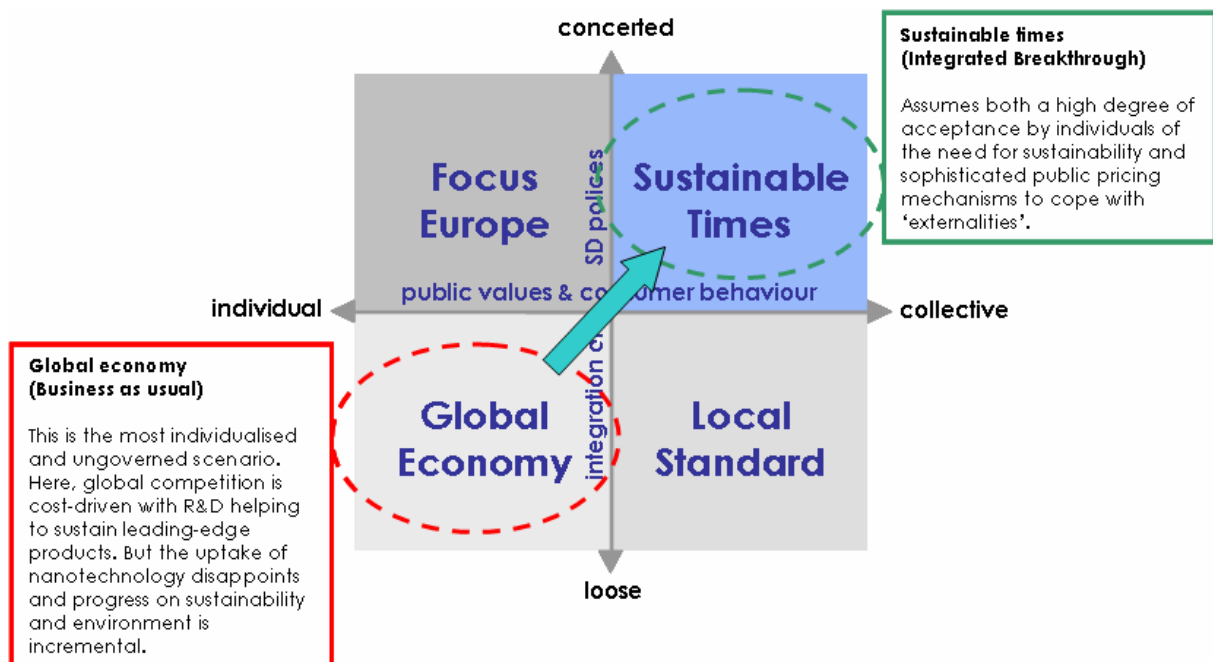 concerted
Sustainable times
(Integrated Breakthrough)
Assumes both a high degree of
acceptance by individuals of
the need for sustainability and
sophisticated public pricing
mechanisms to cope with
‘externalities’.
Focus
Europe
SD polices
Sustainable
Times
public values & co umer behaviour
individual
collective
Global economy
(Business as usual)
This is the most individualised
and ungoverned scenario.
Here, global competition is
cost-driven with R&D helping
to sustain leading-edge
products. But the uptake of
nanotechnology disappoints
and progress on sustainability
and environment is
incremental.
Global
Economy
integration
Local
Standard
loose